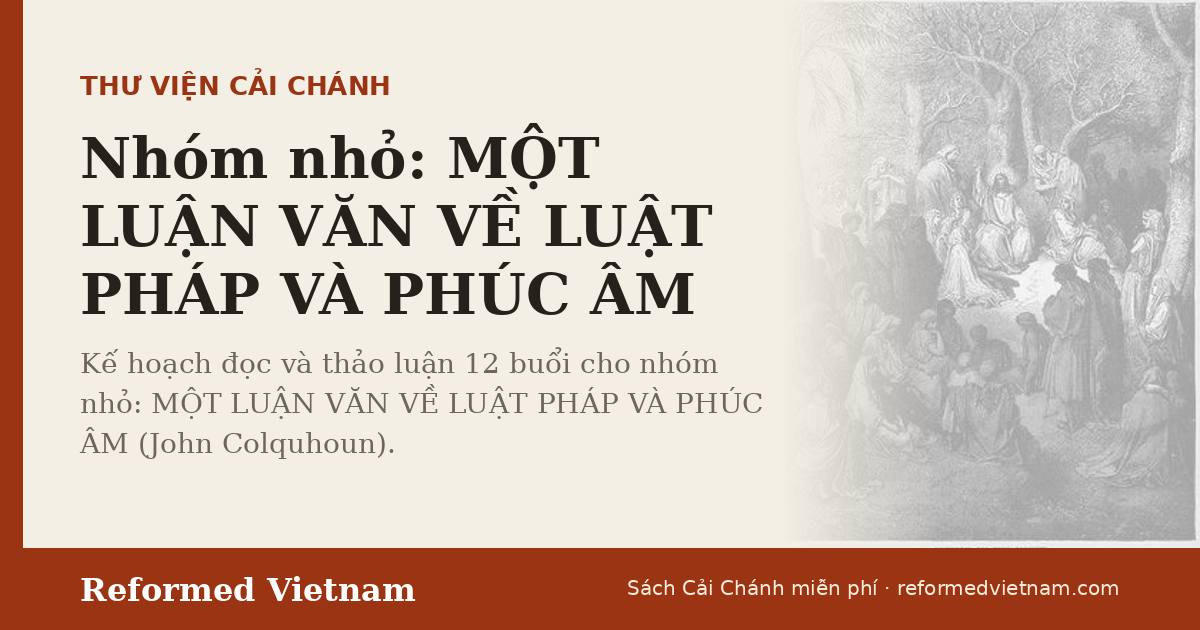 THƯ VIỆN CẢI CHÁNH
Nhóm nhỏ: MỘT
LUẬN VĂN VỀ LUẬT
PHÁP VÀ PHÚC ÂM
Kế hoạch đọc và thảo luận 12 buổi cho nhóm
nhỏ: MỘT LUẬN VĂN VỀ LUẬT PHÁP VÀ PHÚC
ÂM (John Colquhoun).
Reformed Vietnam
Sách Cải Chánh miễn phí · reformedvietnam.com